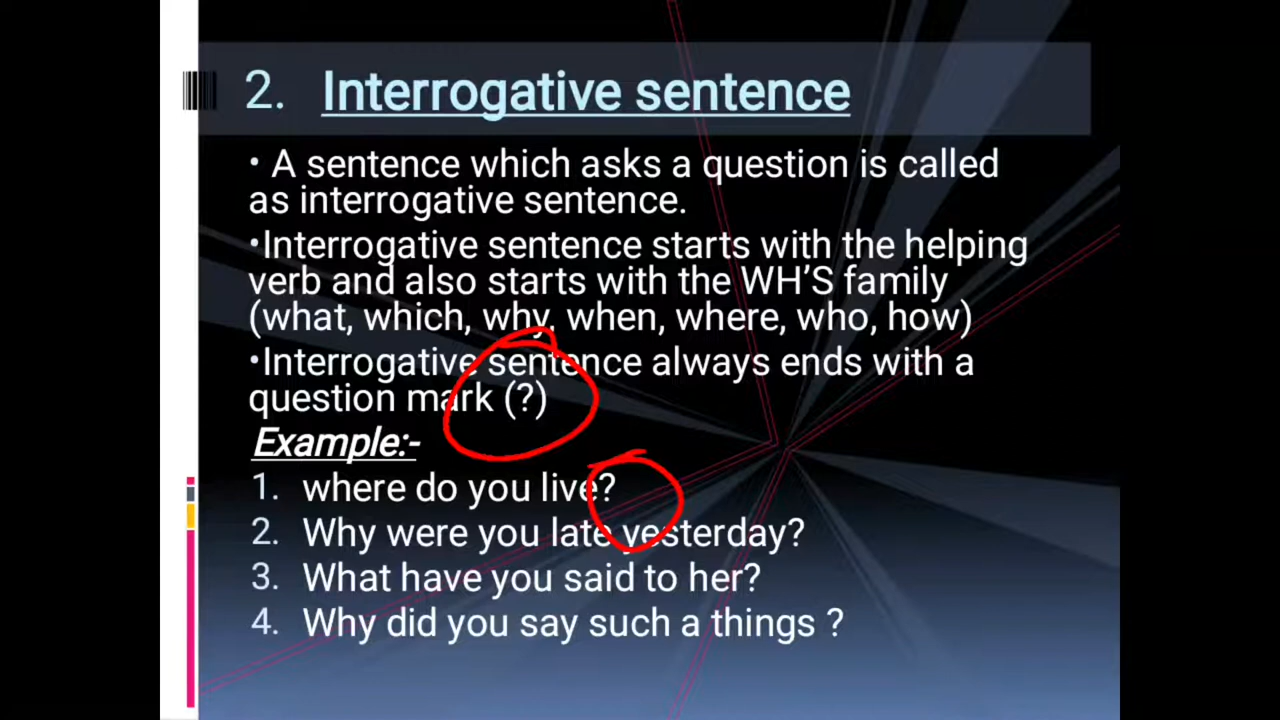 2. Interrogative sentence
• A sentence which asks a question is called
as interrogative sentence.
•Interrogative sentence starts with the helping
verb and also starts with the WH’S family
(what, which, why, when, where, who, how)
•Interrogative sentence always ends with a
question mark (?)
Example:-
1. where do you live?
2. Why were you late yesterday?
3. What have you said to her?
4. Why did you say such a things ?